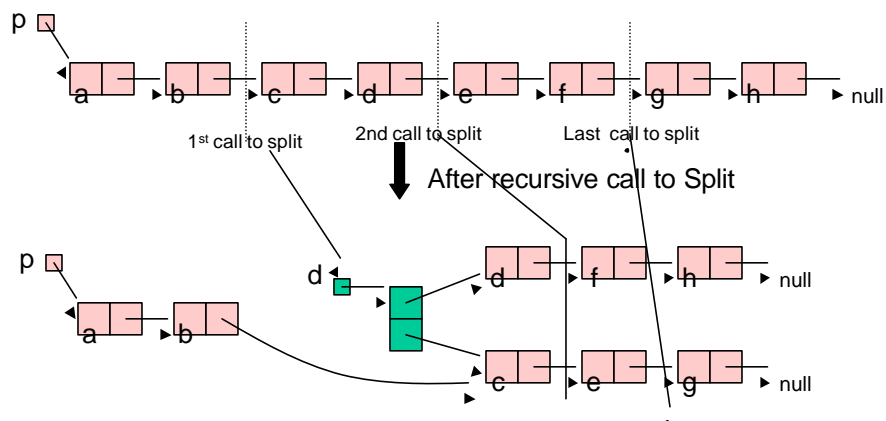 p
a b c d e f g h null
1st call to split 2nd call to split Last call to split
After recursive call to Split
p d d f h null
a b
c e g null